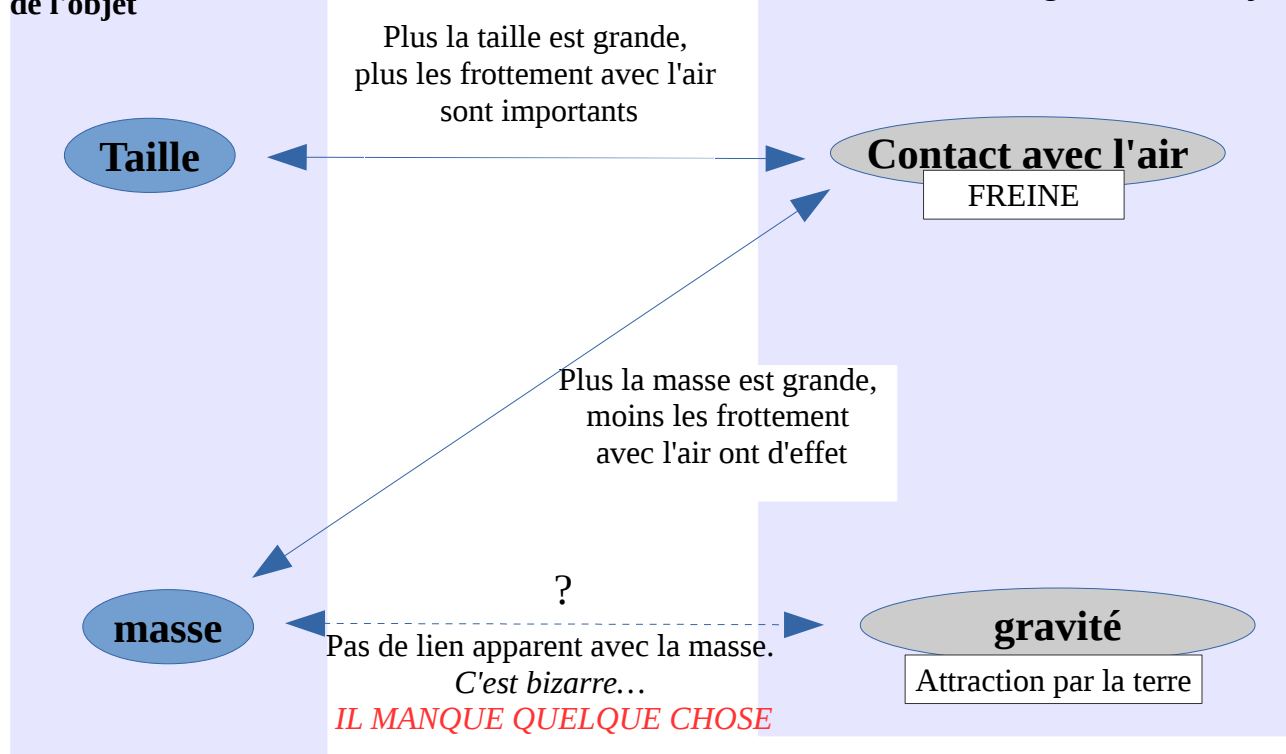 de l'objet
Plus la taille est grande,
plus les frottement avec l'air
sont importants
Taille
Contact avec l'air
FREINE
Plus la masse est grande,
moins les frottement
avec l'air ont d'effet
?
masse
gravité
Pas de lien apparent avec la masse.
C'est bizarre…
IL MANQUE QUELQUE CHOSE
Attraction par la terre